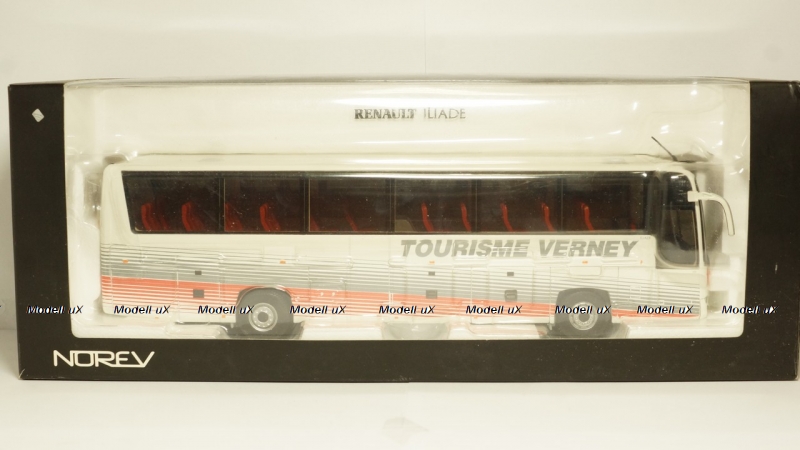 RENAULT ILIADE
TOURISME VERNEY
Modell uX Modell uX Modell uX Modell uX Modell uX Modell uX Modell uX Modell uX Modell uX
NOREV